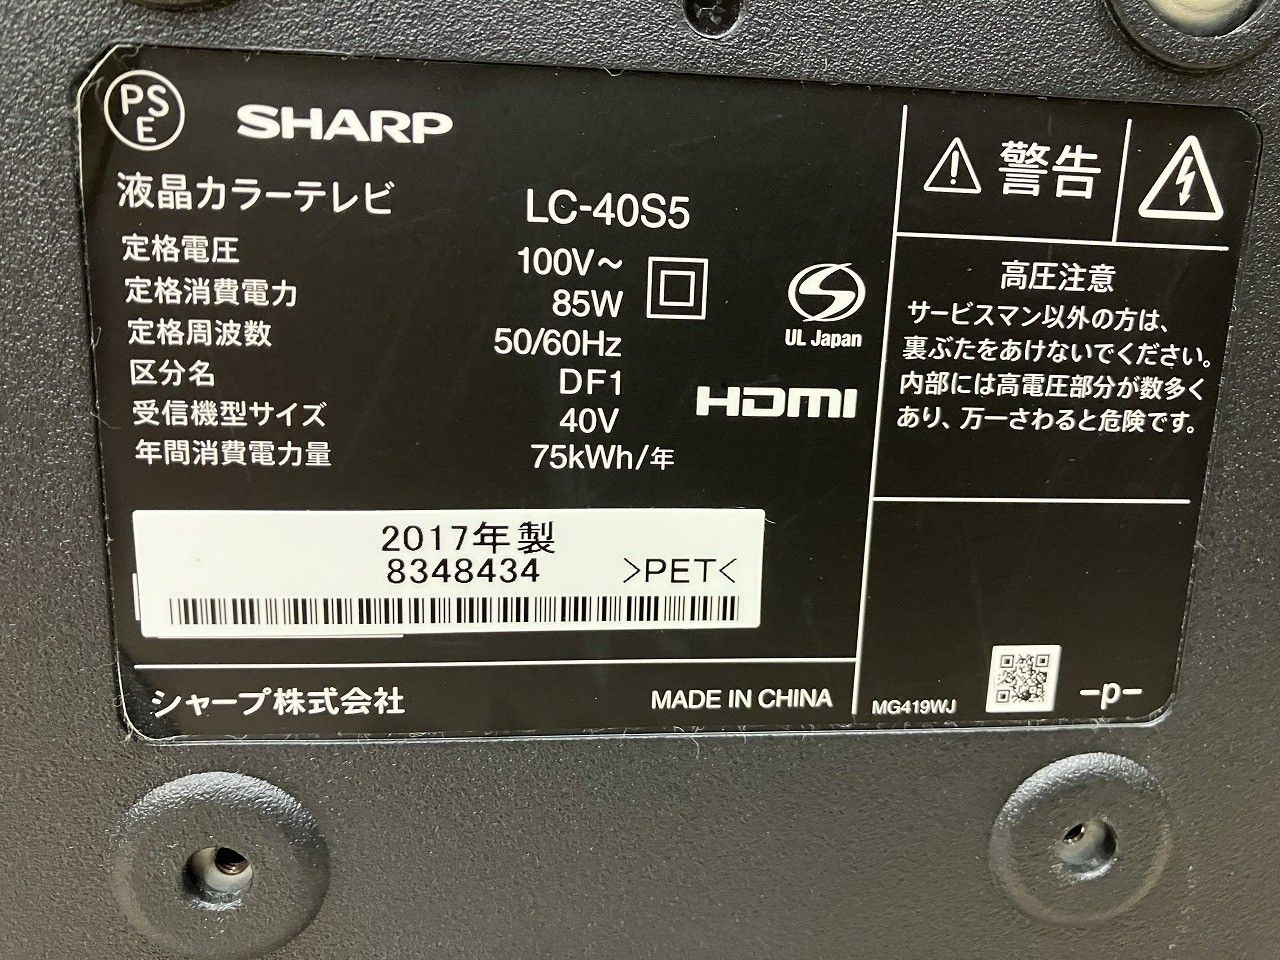 PS
E
SHARP
液晶カラーテレビ LC-40S5
定格電圧 100V～
定格消費電力 85W
定格周波数 50/60Hz
区分名 DF1
受信機型サイズ 40V
年間消費電力量 75kWh/年
UL Japan
HDMI
2017年製
8348434 >PET<
シャープ株式会社 MADE IN CHINA
警告
高圧注意
サービスマン以外の方は、
裏ぶたをあけないでください。
内部には高電圧部分が数多く
あり、万一さわると危険です。
MG419WJ -p-